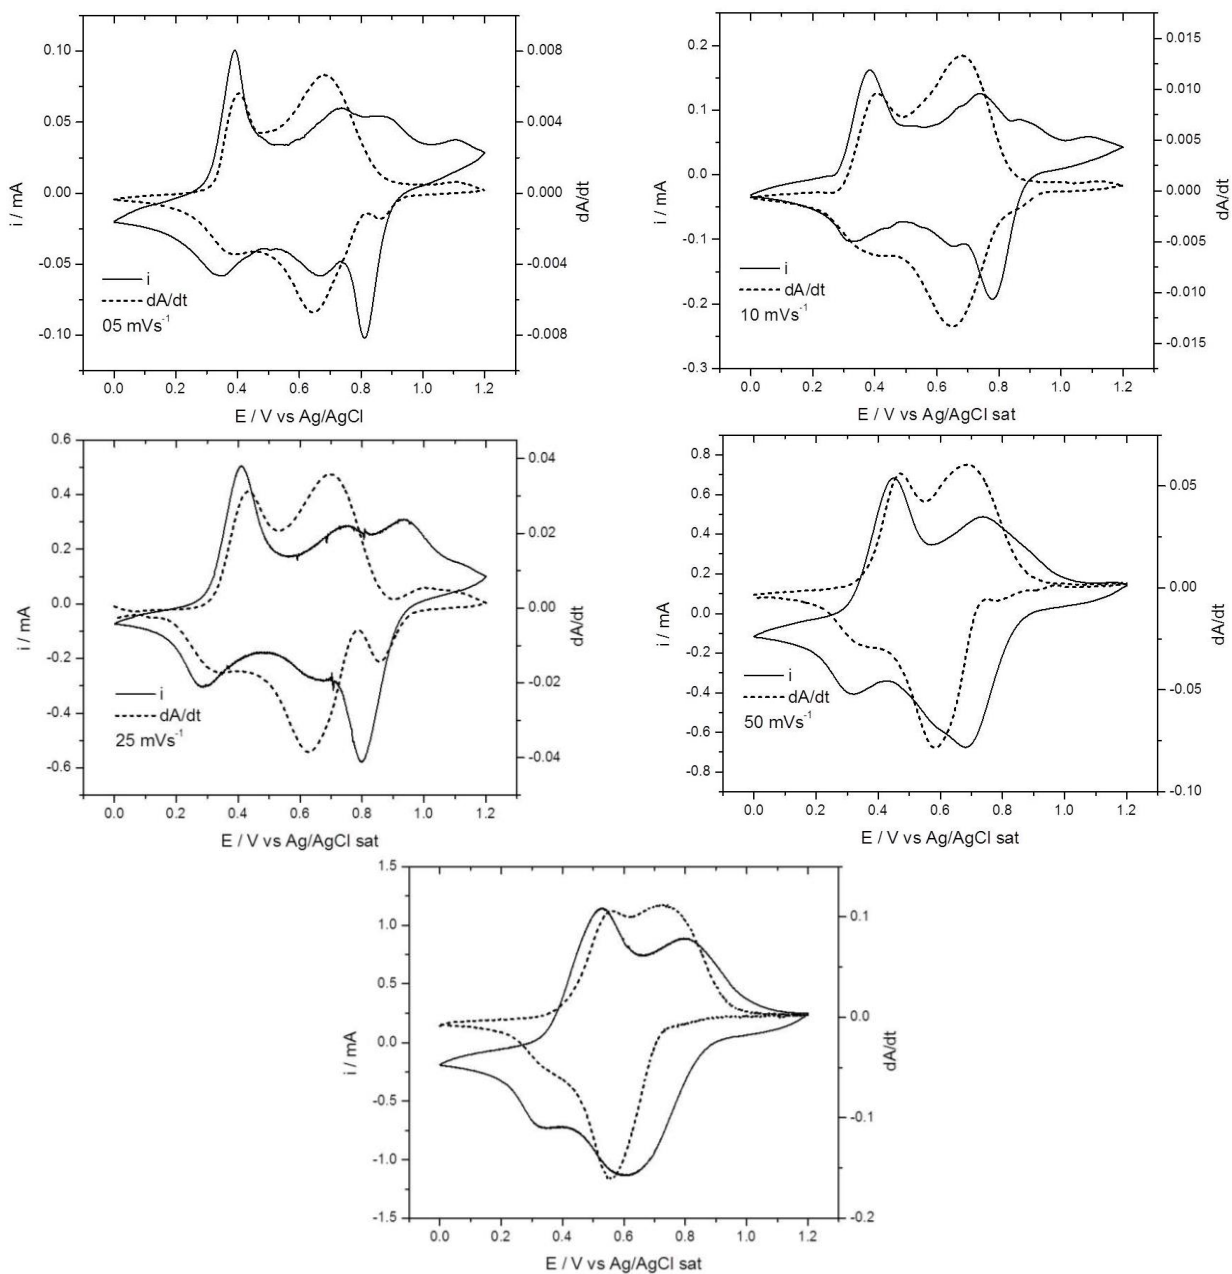 0.10
0.05
0.00
-0.05
-0.10
i / mA
0.008
0.004
0.000
-0.004
-0.008
dA/dt
i
dA/dt
05 mVs-1
0.0 0.2 0.4 0.6 0.8 1.0 1.2
E / V vs Ag/AgCl
0.2
0.1
0.0
-0.1
-0.2
-0.3
i / mA
0.015
0.010
0.005
0.000
-0.005
-0.010
-0.015
dA/dt
i
dA/dt
10 mVs-1
0.0 0.2 0.4 0.6 0.8 1.0 1.2
E / V vs Ag/AgCl sat
0.6
0.4
0.2
0.0
-0.2
-0.4
-0.6
i / mA
0.04
0.02
0.00
-0.02
-0.04
dA/dt
i
dA/dt
25 mVs-1
0.0 0.2 0.4 0.6 0.8 1.0 1.2
E / V vs Ag/AgCl sat
0.8
0.6
0.4
0.2
0.0
-0.2
-0.4
-0.6
-0.8
i / mA
0.05
0.00
-0.05
-0.10
dA/dt
i
dA/dt
50 mVs-1
0.0 0.2 0.4 0.6 0.8 1.0 1.2
E / V vs Ag/AgCl sat
1.5
1.0
0.5
0.0
-0.5
-1.0
-1.5
i / mA
0.1
0.0
-0.1
-0.2
dA/dt
0.0 0.2 0.4 0.6 0.8 1.0 1.2
E / V vs Ag/AgCl sat